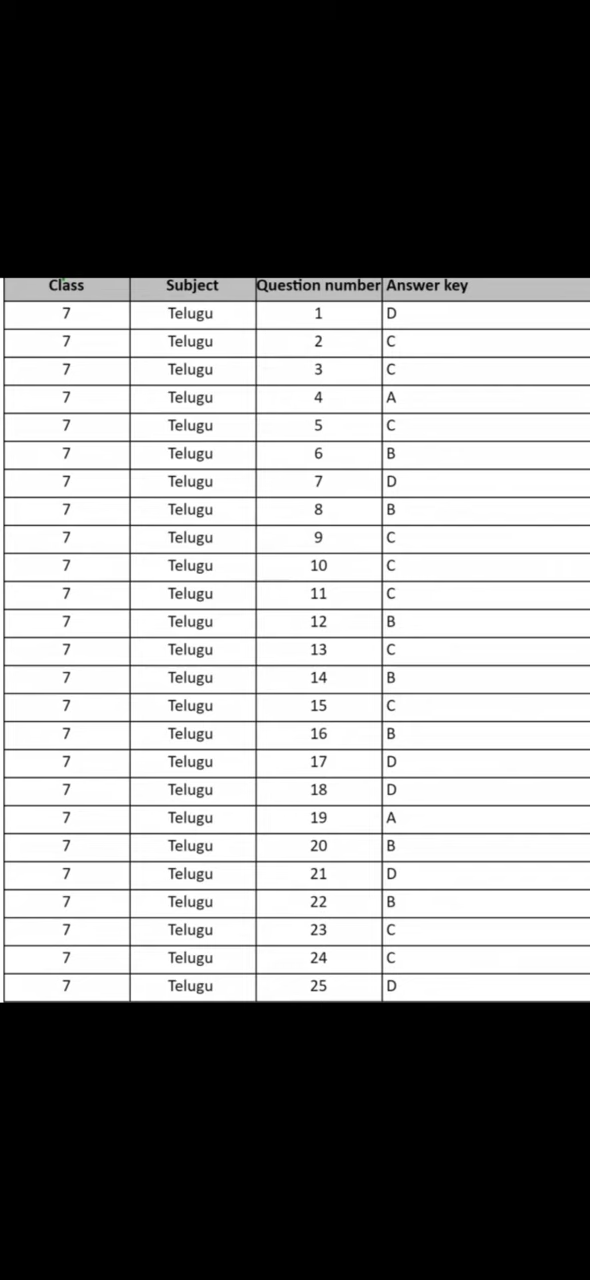 Class Subject Question number Answer key
7 Telugu 1 D
7 Telugu 2 C
7 Telugu 3 C
7 Telugu 4 A
7 Telugu 5 C
7 Telugu 6 B
7 Telugu 7 D
7 Telugu 8 B
7 Telugu 9 C
7 Telugu 10 C
7 Telugu 11 C
7 Telugu 12 B
7 Telugu 13 C
7 Telugu 14 B
7 Telugu 15 C
7 Telugu 16 B
7 Telugu 17 D
7 Telugu 18 D
7 Telugu 19 A
7 Telugu 20 B
7 Telugu 21 D
7 Telugu 22 B
7 Telugu 23 C
7 Telugu 24 C
7 Telugu 25 D